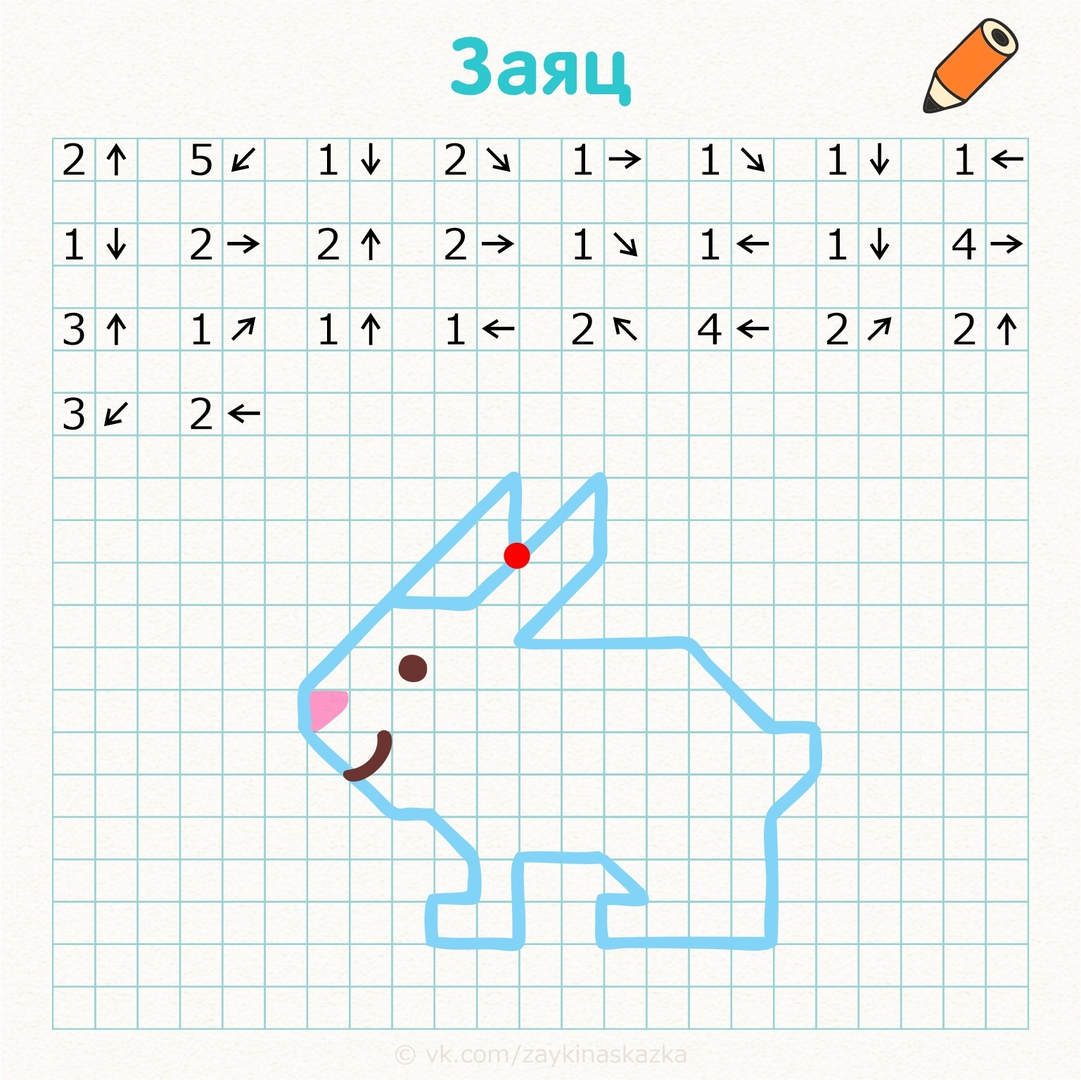 Заяц
2 ↑ 5 ↙ 1 ↓ 2 ↘ 1 → 1 ↘ 1 ↓ 1 ←
1 ↓ 2 → 2 ↑ 2 → 1 ↘ 1 ← 1 ↓ 4 →
3 ↑ 1 ↗ 1 ↑ 1 ← 2 ↖ 4 ← 2 ↗ 2 ↑
3 ↙ 2 ←
© vk.com/zaykinaskazka